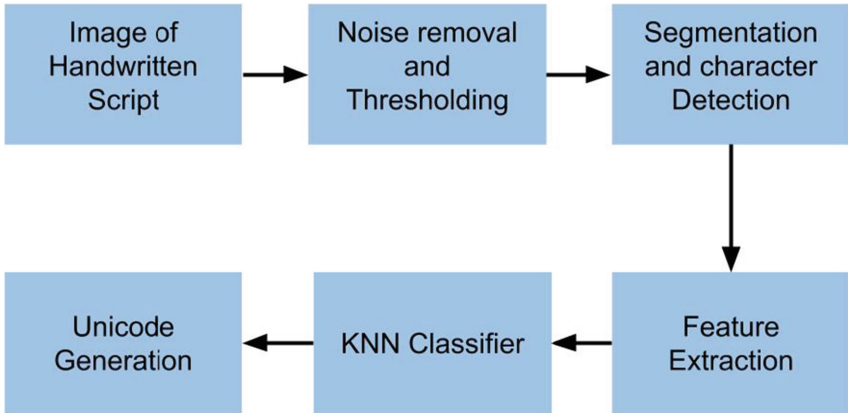 Image of
Handwritten
Script
Noise removal
and
Thresholding
Segmentation
and character
Detection
Feature
Extraction
KNN Classifier
Unicode
Generation